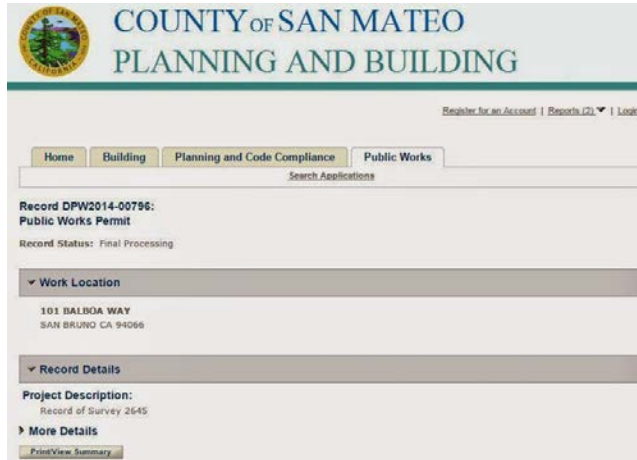 COUNTY OF SAN MATEO
PLANNING AND BUILDING
Register for an Account | Reports (2) | Login
Home Building Planning and Code Compliance Public Works
Search Applications
Record DPW2014-00796:
Public Works Permit
Record Status: Final Processing
Work Location
101 BALBOA WAY
SAN BRUNO CA 94066
Record Details
Project Description:
Record of Survey 2645
More Details
Print/View Summary